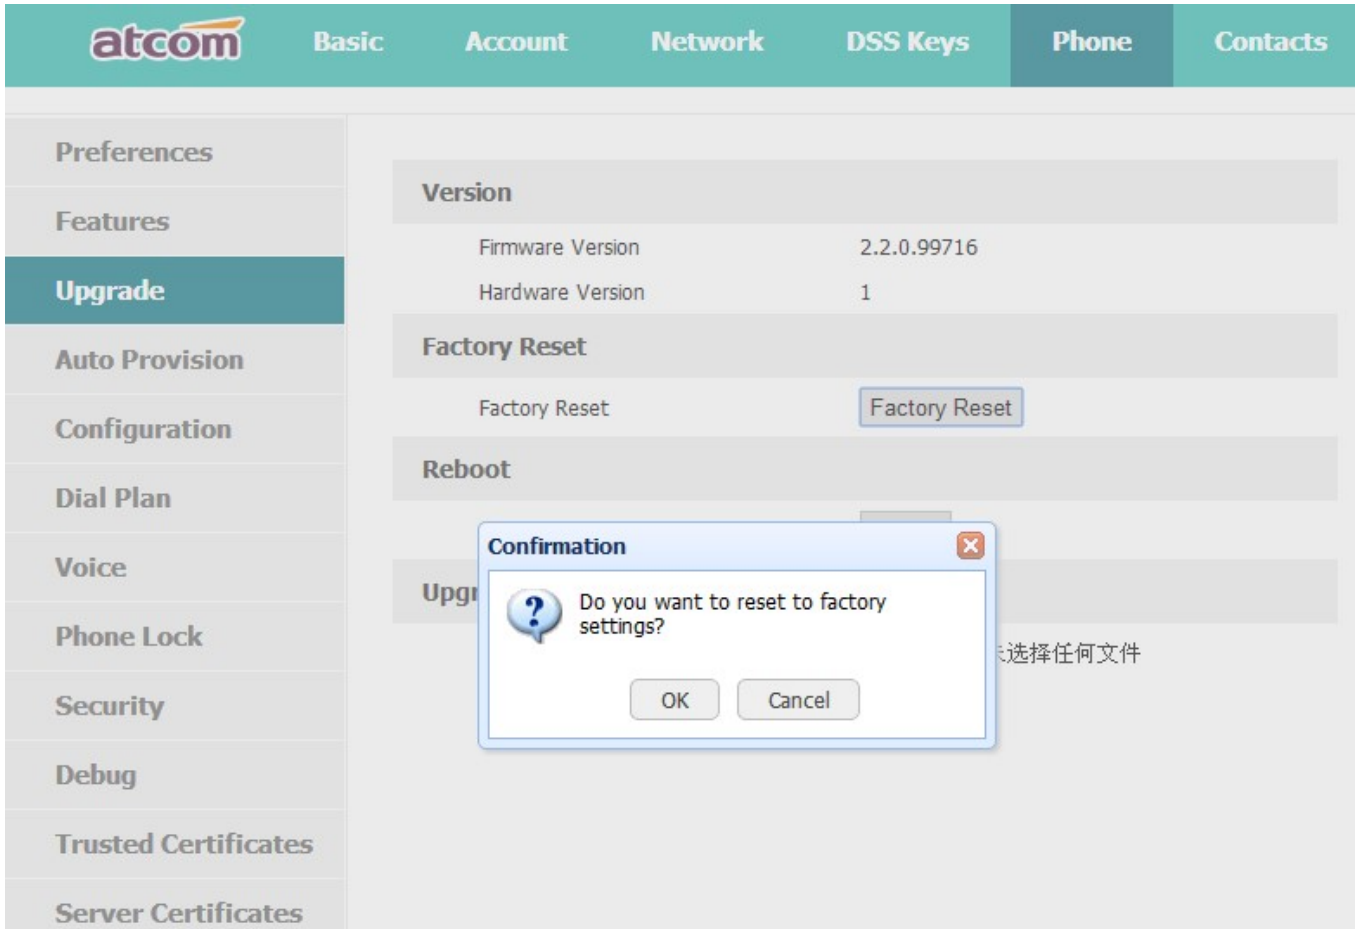 atcom
Basic
Account
Network
DSS Keys
Phone
Contacts
Preferences
Features
Upgrade
Auto Provision
Configuration
Dial Plan
Voice
Phone Lock
Security
Debug
Trusted Certificates
Server Certificates
Version
Firmware Version 2.2.0.99716
Hardware Version 1
Factory Reset
Factory Reset Factory Reset
Reboot
Confirmation
Do you want to reset to factory
settings?
OK Cancel
选择任何文件